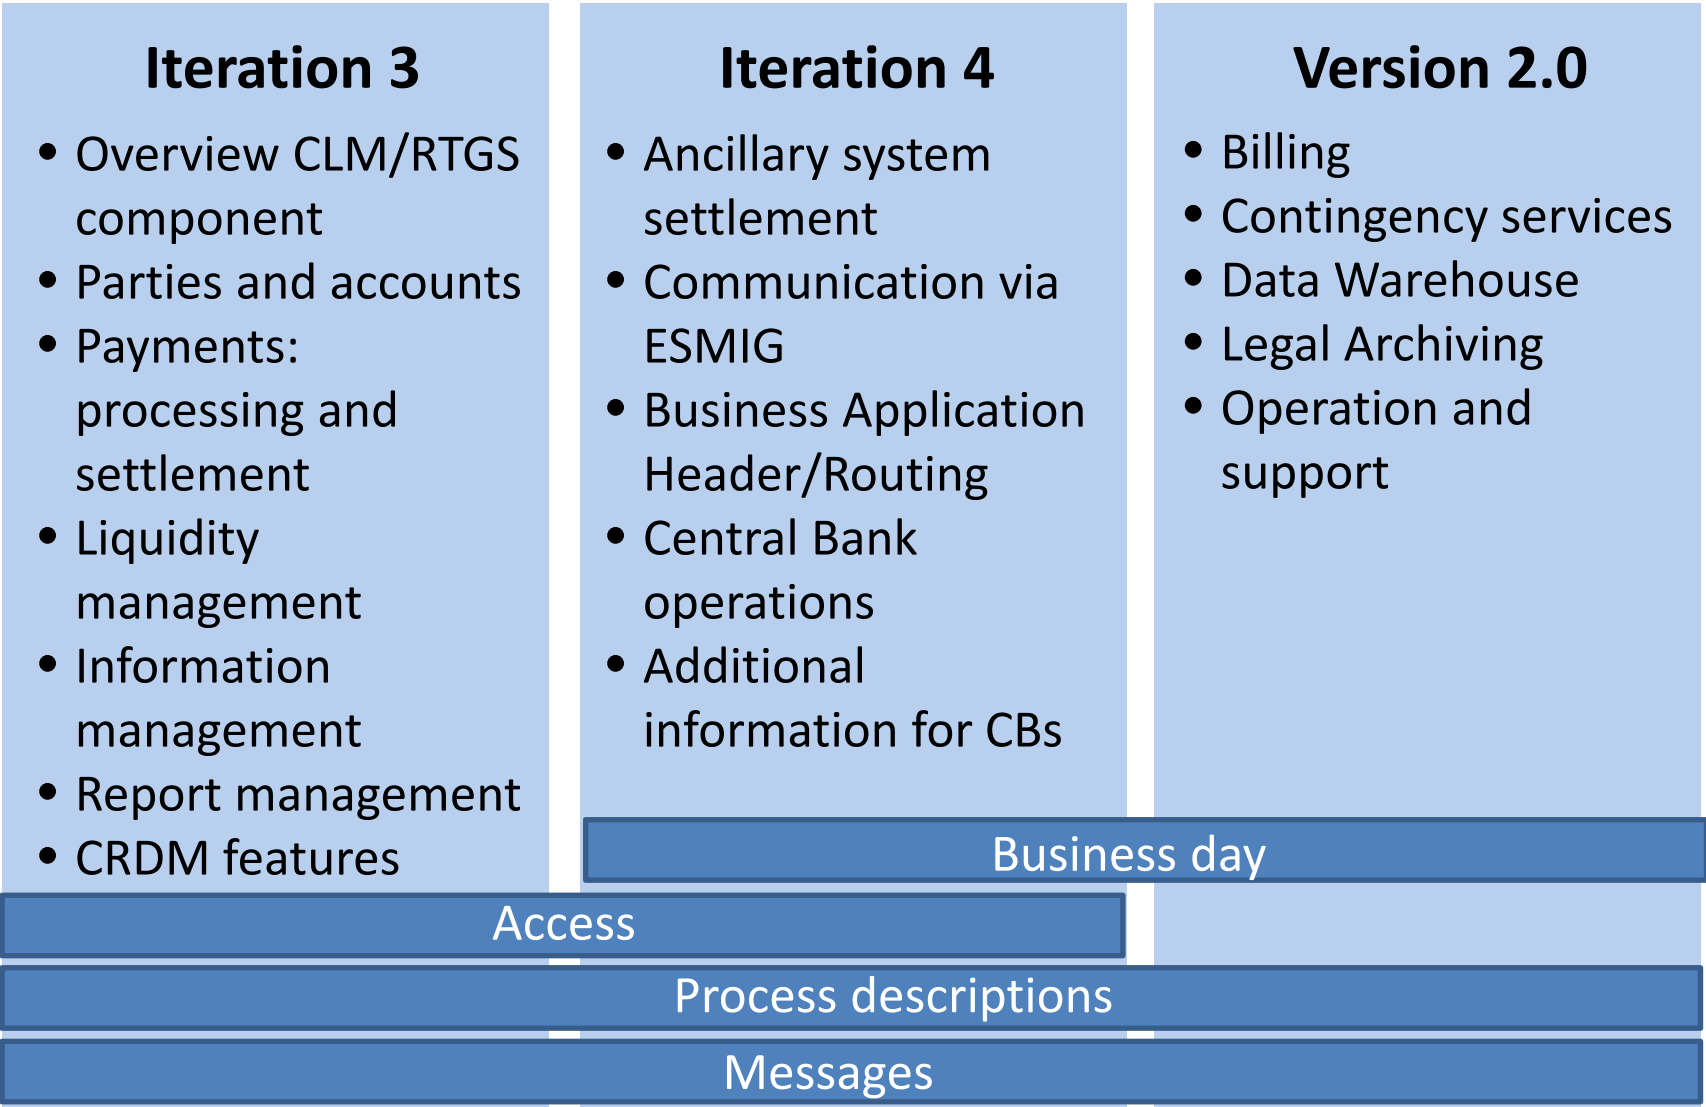 Iteration 3
• Overview CLM/RTGS
component
• Parties and accounts
• Payments:
processing and
settlement
• Liquidity
management
• Information
management
• Report management
• CRDM features
Iteration 4
• Ancillary system
settlement
• Communication via
ESMIG
• Business Application
Header/Routing
• Central Bank
operations
• Additional
information for CBs
Version 2.0
• Billing
• Contingency services
• Data Warehouse
• Legal Archiving
• Operation and
support
Business day
Access
Process descriptions
Messages